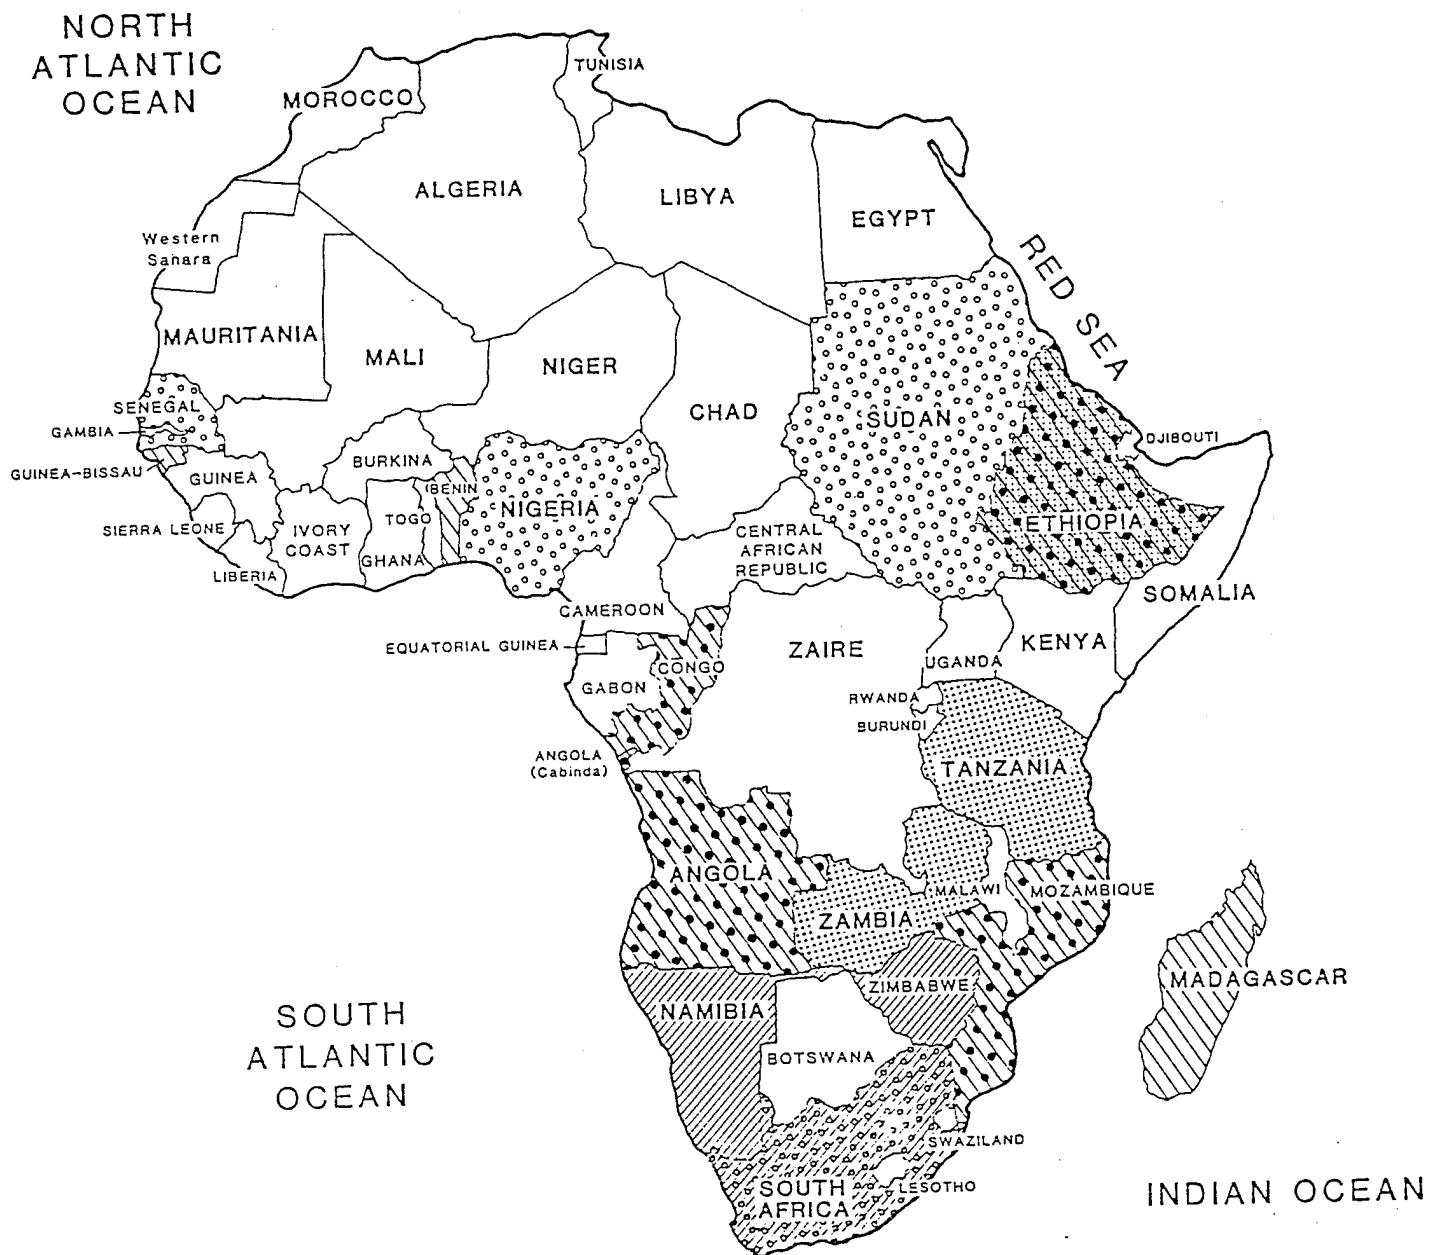 NORTH
ATLANTIC
OCEAN
TUNISIA
MOROCCO
ALGERIA
LIBYA
EGYPT
Western
Sahara
RED SEA
MAURITANIA
MALI
NIGER
CHAD
SUDAN
SENEGAL
GAMBIA
DJIBOUTI
GUINEA-BISSAU
GUINEA
BURKINA
BENIN
NIGERIA
ETHIOPIA
SIERRA LEONE
IVORY
COAST
TOGO
GHANA
CENTRAL
AFRICAN
REPUBLIC
LIBERIA
SOMALIA
CAMEROON
EQUATORIAL GUINEA
ZAIRE
KENYA
UGANDA
CONGO
GABON
RWANDA
BURUNDI
ANGOLA
(Cabinda)
TANZANIA
ANGOLA
MALAWI
MOZAMBIQUE
ZAMBIA
MADAGASCAR
ZIMBABWE
NAMIBIA
SOUTH
ATLANTIC
OCEAN
BOTSWANA
SWAZILAND
LESOTHO
SOUTH
AFRICA
INDIAN OCEAN